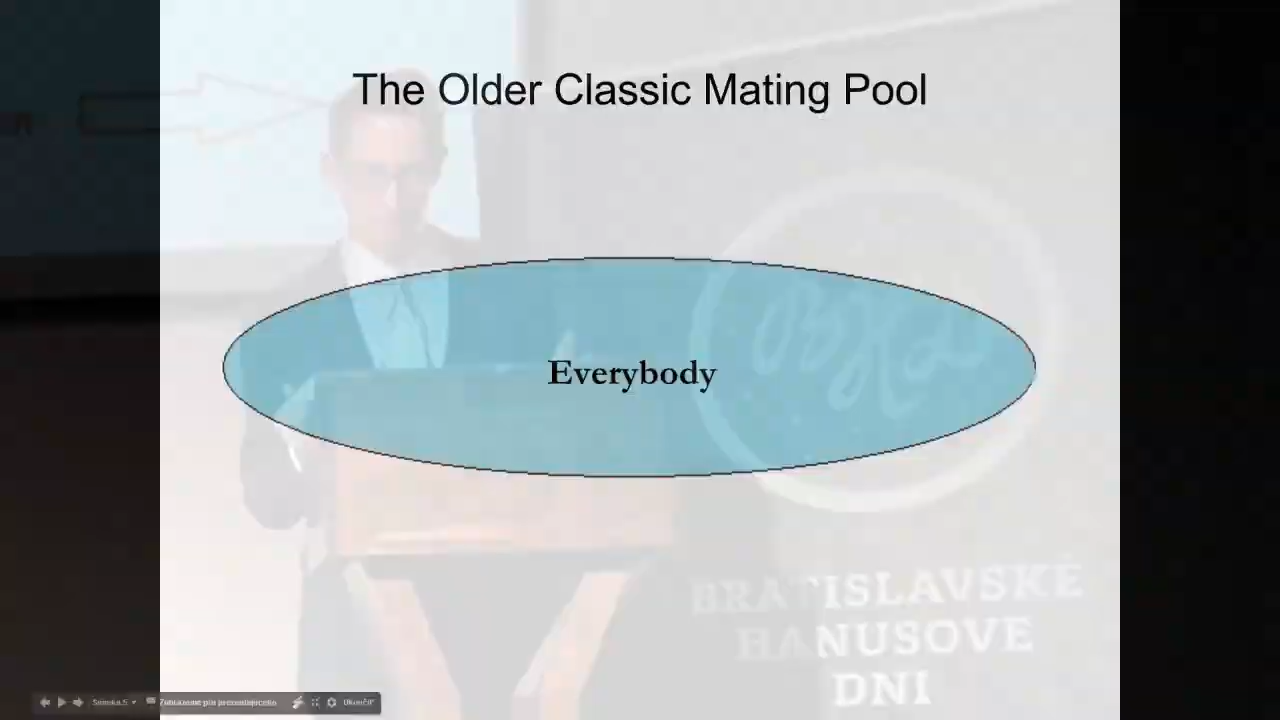 The Older Classic Mating Pool
Everybody
BRATISLAVSKÉ
HANUSOVE
DNI